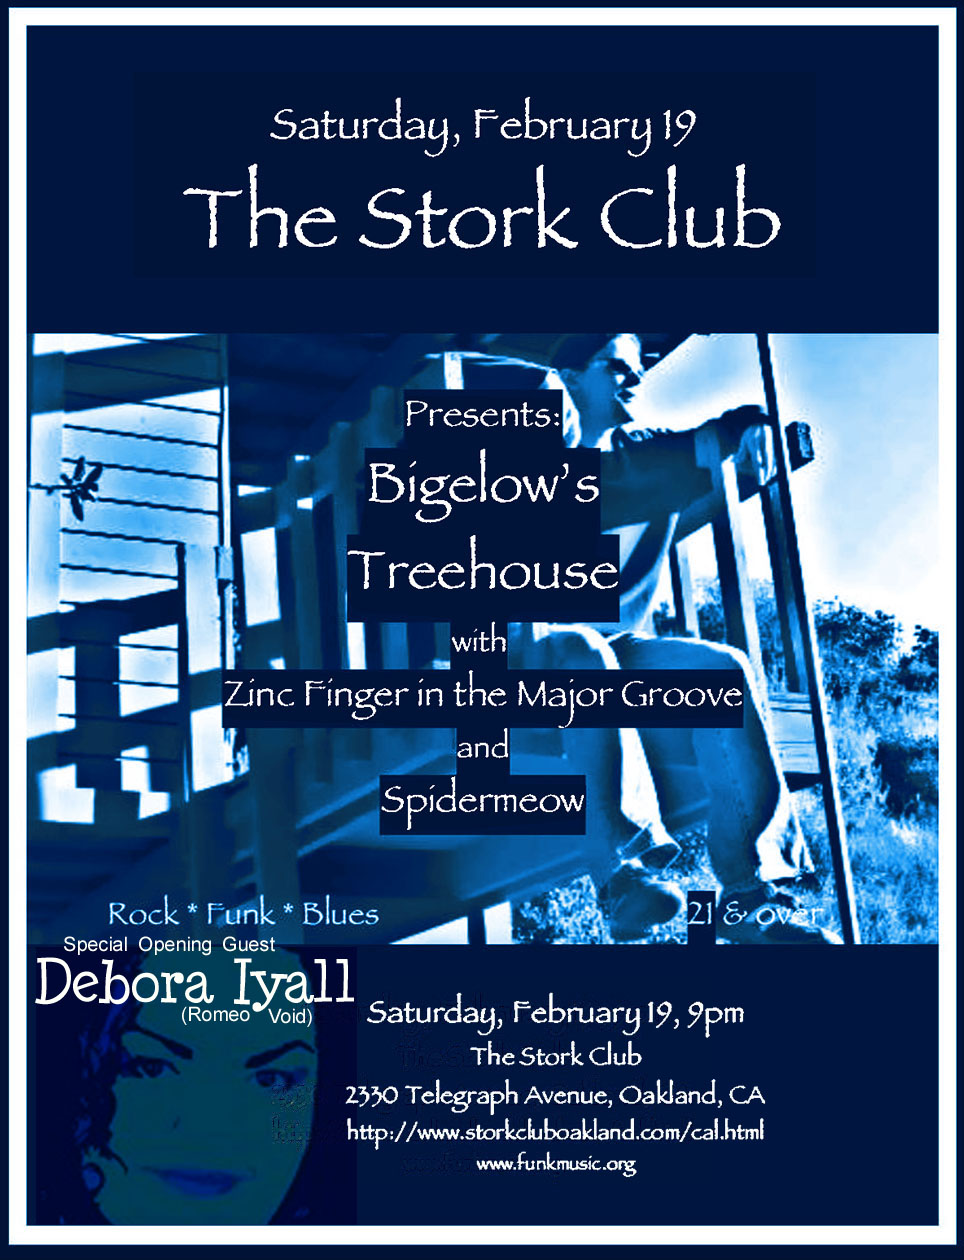 Saturday, February 19
The Stork Club
Presents:
Bigelow's
Treehouse
with
Zinc Finger in the Major Groove
and
Spidermeow
Rock * Funk * Blues
21 & over
Special Opening Guest
Debora Iyall
(Romeo Void)
Saturday, February 19, 9pm
The Stork Club
2330 Telegraph Avenue, Oakland, CA
http://www.storkcluboakland.com/cal.html
www.funkmusic.org